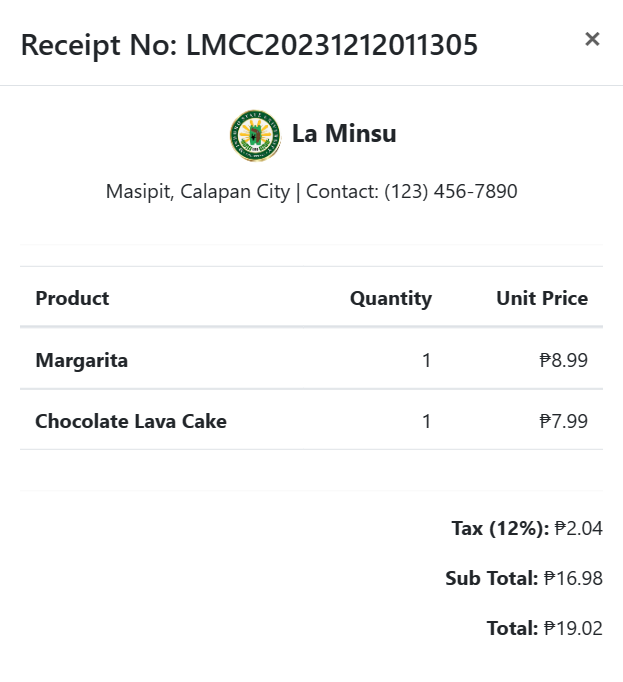 Receipt No: LMCC20231212011305 ×
La Minsu
Masipit, Calapan City | Contact: (123) 456-7890
Product Quantity Unit Price
Margarita 1 ₱8.99
Chocolate Lava Cake 1 ₱7.99
Tax (12%): ₱2.04
Sub Total: ₱16.98
Total: ₱19.02